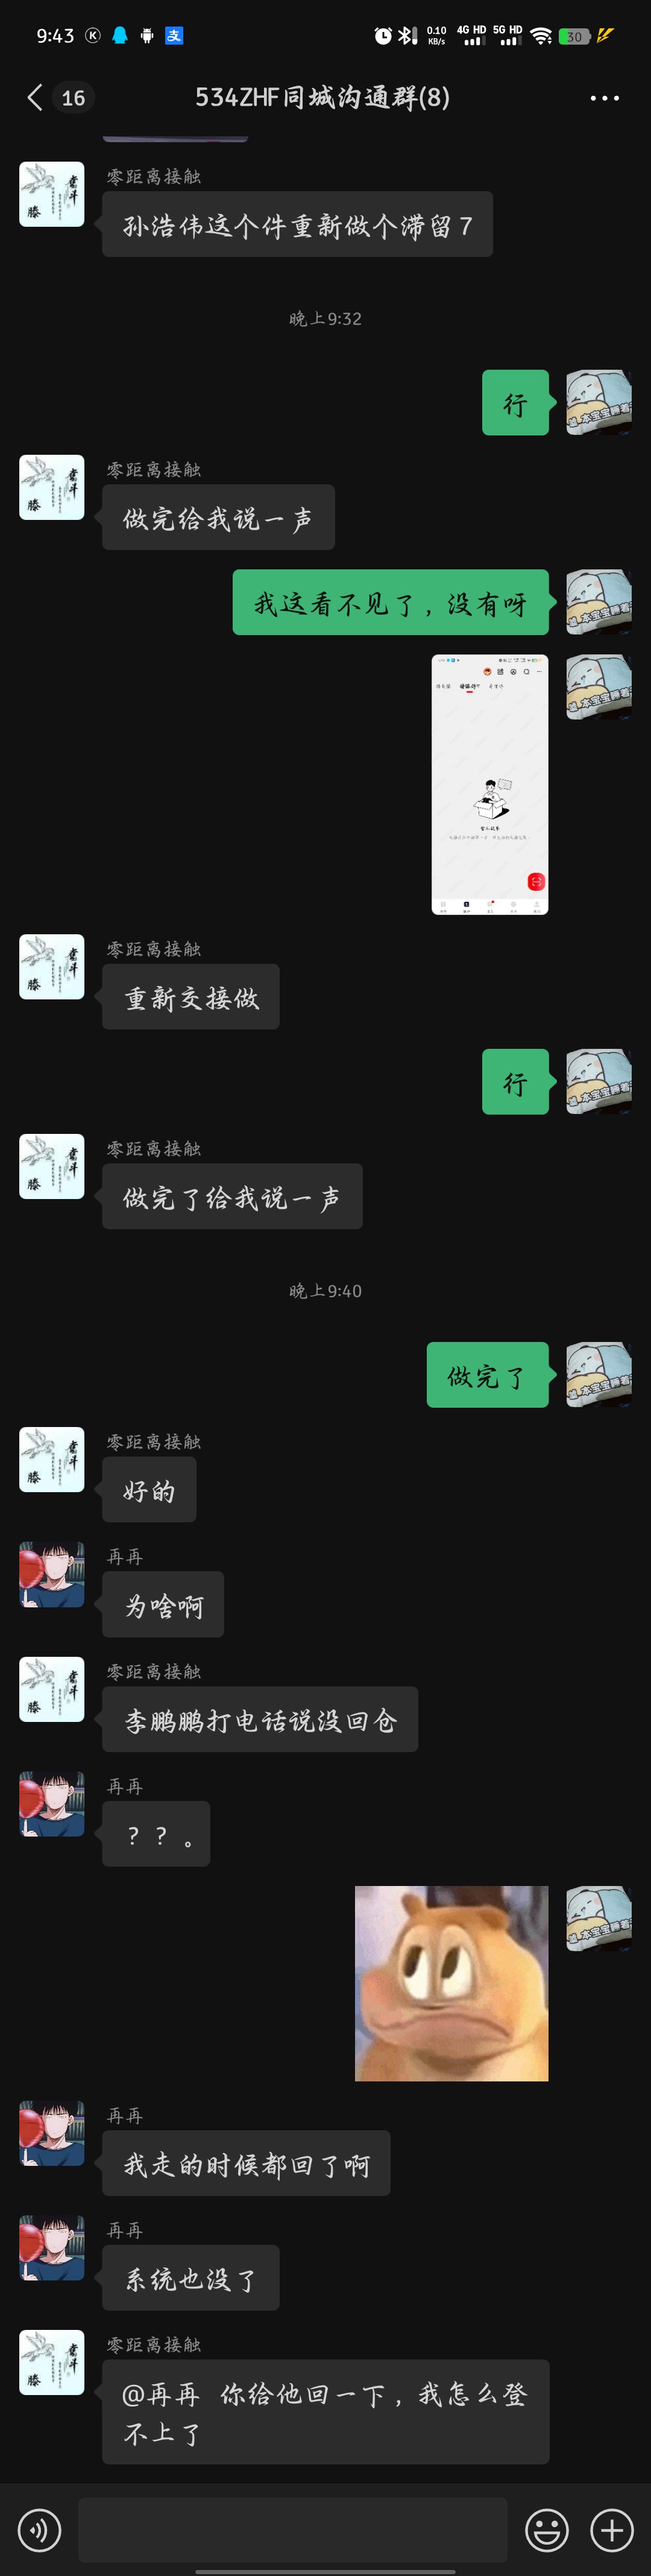 9:43
0.10
KB/s
4G HD
5G HD
30
16
534ZHF同城沟通群(8)
零距离接触
孙浩伟这个件重新做个滞留7
晚上9:32
行
零距离接触
做完给我说一声
我这看不见了，没有呀
零距离接触
重新交接做
行
零距离接触
做完了给我说一声
晚上9:40
做完了
零距离接触
好的
再再
为啥啊
零距离接触
李鹏鹏打电话说没回仓
再再
？？。
再再
我走的时候都回了啊
再再
系统也没了
零距离接触
@再再 你给他回一下，我怎么登
不上了